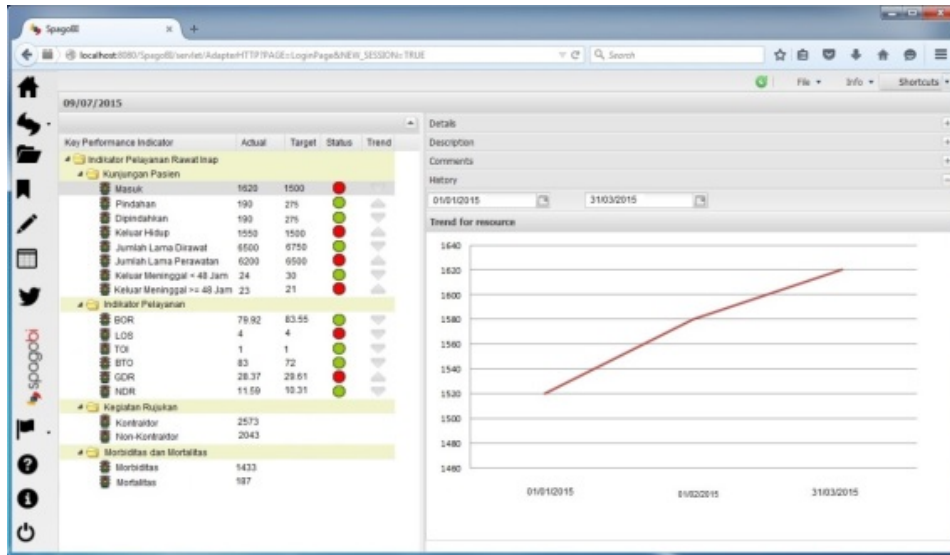 SpagoBI
localhost:8080/SpagoBI/servlet/AdapterHTTP?PAGE=LoginPage&NEW_SESSION=TRUE
Search
File Info Shortcuts
09/07/2015
Key Performance Indicator Actual Target Status Trend
Indikator Pelayanan Rawat Inap
Kunjungan Pasien
Masuk 1620 1500
Pindahan 190 275
Dipindahkan 190 275
Keluar Hidup 1550 1500
Jumlah Lama Dirawat 6500 6750
Jumlah Lama Perawatan 6200 6500
Keluar Meninggal < 48 Jam 24 30
Keluar Meninggal >= 48 Jam 23 21
Indikator Pelayanan
BOR 79.92 83.55
LOS 4 4
TOI 1 1
BTO 83 72
GDR 28.37 29.61
NDR 11.59 10.31
Kegiatan Rujukan
Kontraktor 2573
Non-Kontraktor 2043
Morbiditas dan Mortalitas
Morbiditas 1433
Mortalitas 187
Details
Description
Comments
History
01/01/2015 31/03/2015
Trend for resource
1640
1620
1600
1580
1560
1540
1520
1500
1480
1460
01/01/2015 01/02/2015 31/03/2015
spagobi